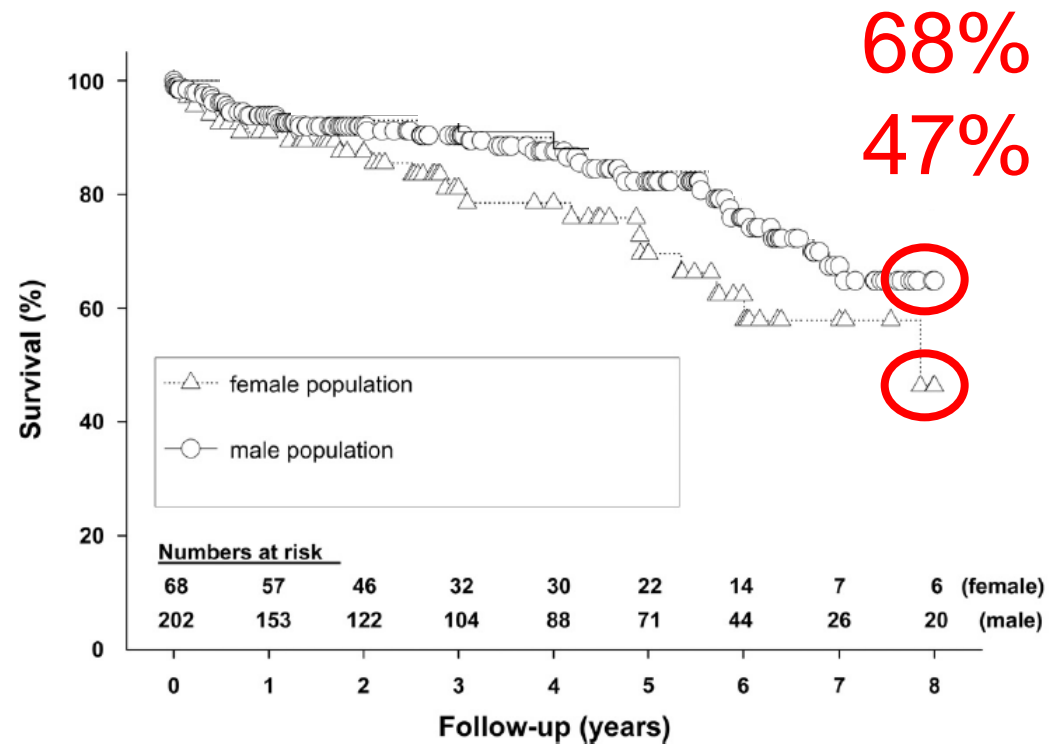 68%
47%
100
80
60
40
20
0
Survival (%)
female population
male population
Numbers at risk
68 57 46 32 30 22 14 7 6 (female)
202 153 122 104 88 71 44 26 20 (male)
0 1 2 3 4 5 6 7 8
Follow-up (years)